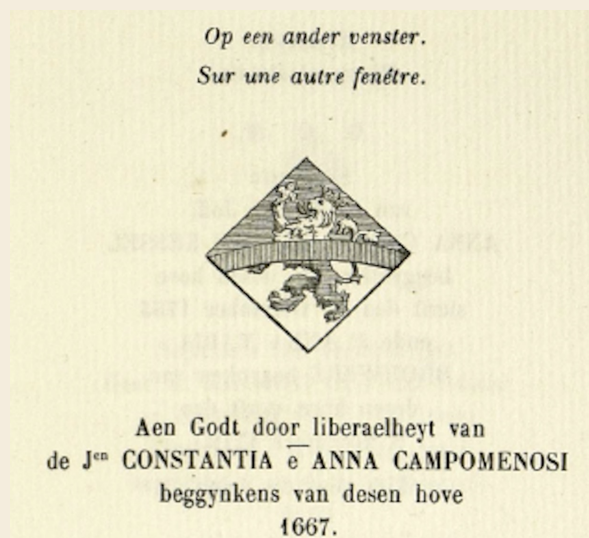 Op een ander venster.
Sur une autre fenêtre.
Aen Godt door liberaelheyt van
de Jᵉⁿ CONSTANTIA e̅ ANNA CAMPOMENOSI
beggynkens van desen hove
1667.